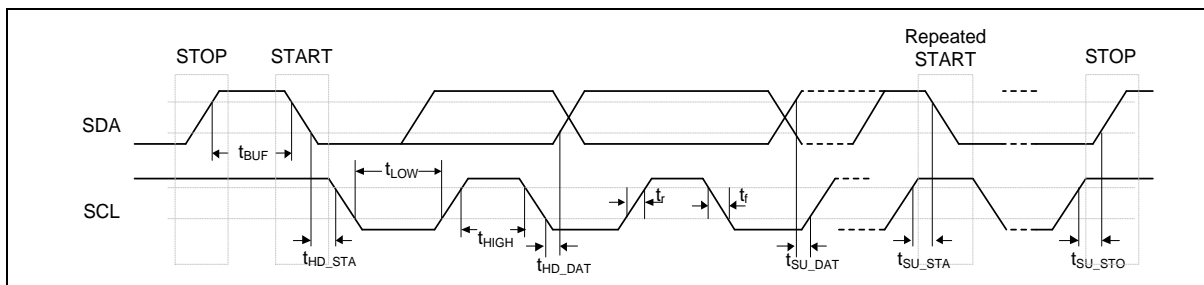 STOP
START
Repeated
START
STOP
SDA
tBUF
tLOW
SCL
tr
tf
tHIGH
tHD_STA
tHD_DAT
tSU_DAT
tSU_STA
tSU_STO